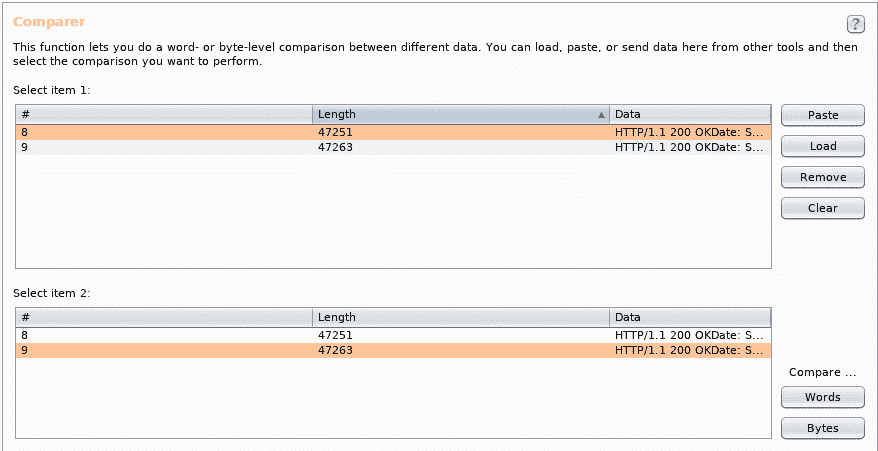 Comparer
?
This function lets you do a word- or byte-level comparison between different data. You can load, paste, or send data here from other tools and then
select the comparison you want to perform.
Select item 1:
# Length Data
8 47251 HTTP/1.1 200 OKDate: S...
9 47263 HTTP/1.1 200 OKDate: S...
Paste
Load
Remove
Clear
Select item 2:
# Length Data
8 47251 HTTP/1.1 200 OKDate: S...
9 47263 HTTP/1.1 200 OKDate: S...
Compare ...
Words
Bytes